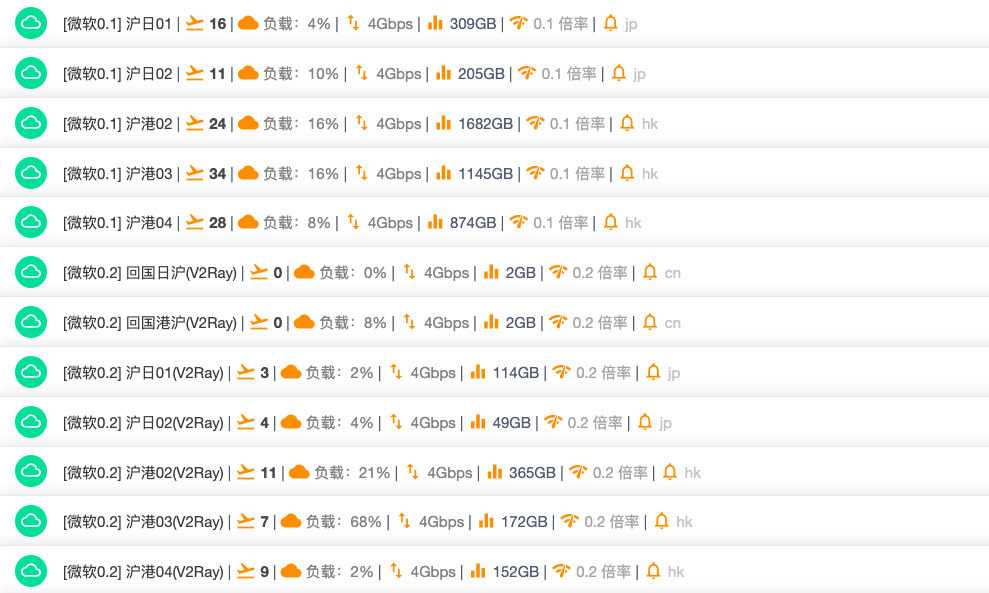 [微软0.1] 沪日01 | 16 | 负载：4% | 4Gbps | 309GB | 0.1 倍率 | jp
[微软0.1] 沪日02 | 11 | 负载：10% | 4Gbps | 205GB | 0.1 倍率 | jp
[微软0.1] 沪港02 | 24 | 负载：16% | 4Gbps | 1682GB | 0.1 倍率 | hk
[微软0.1] 沪港03 | 34 | 负载：16% | 4Gbps | 1145GB | 0.1 倍率 | hk
[微软0.1] 沪港04 | 28 | 负载：8% | 4Gbps | 874GB | 0.1 倍率 | hk
[微软0.2] 回国日沪(V2Ray) | 0 | 负载：0% | 4Gbps | 2GB | 0.2 倍率 | cn
[微软0.2] 回国港沪(V2Ray) | 0 | 负载：8% | 4Gbps | 2GB | 0.2 倍率 | cn
[微软0.2] 沪日01(V2Ray) | 3 | 负载：2% | 4Gbps | 114GB | 0.2 倍率 | jp
[微软0.2] 沪日02(V2Ray) | 4 | 负载：4% | 4Gbps | 49GB | 0.2 倍率 | jp
[微软0.2] 沪港02(V2Ray) | 11 | 负载：21% | 4Gbps | 365GB | 0.2 倍率 | hk
[微软0.2] 沪港03(V2Ray) | 7 | 负载：68% | 4Gbps | 172GB | 0.2 倍率 | hk
[微软0.2] 沪港04(V2Ray) | 9 | 负载：2% | 4Gbps | 152GB | 0.2 倍率 | hk